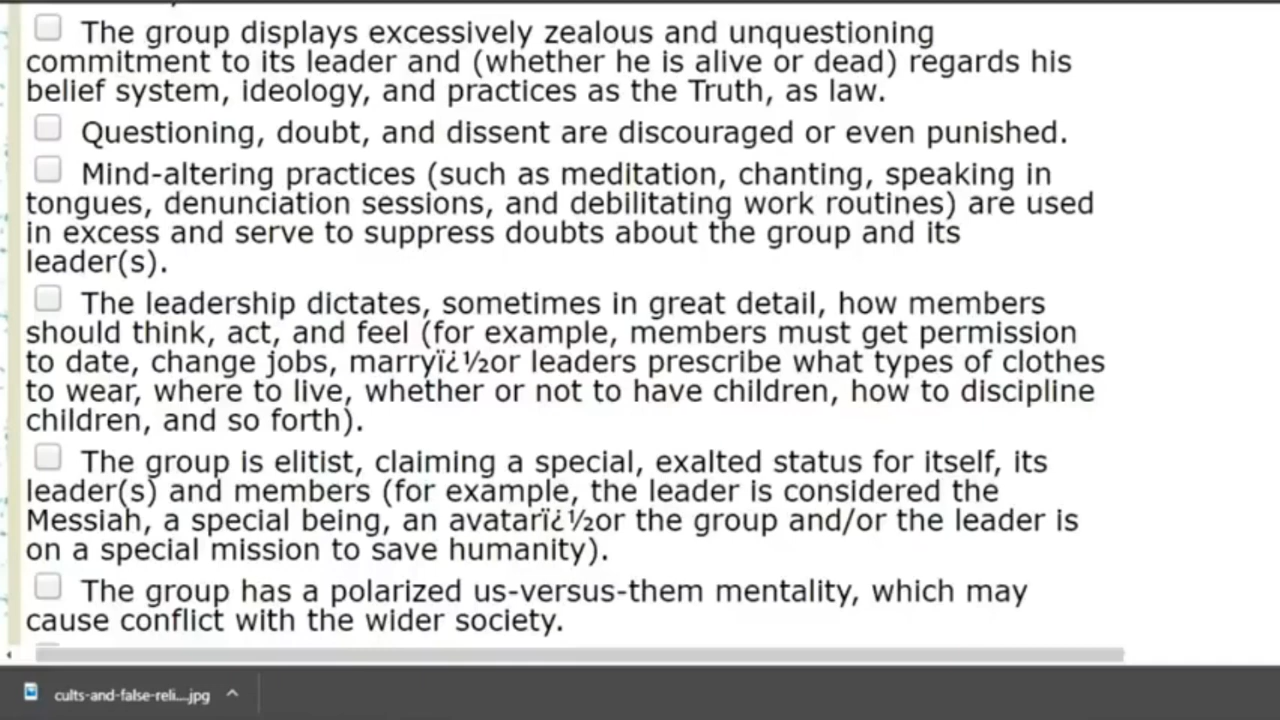 The group displays excessively zealous and unquestioning
commitment to its leader and (whether he is alive or dead) regards his
belief system, ideology, and practices as the Truth, as law.
Questioning, doubt, and dissent are discouraged or even punished.
Mind-altering practices (such as meditation, chanting, speaking in
tongues, denunciation sessions, and debilitating work routines) are used
in excess and serve to suppress doubts about the group and its
leader(s).
The leadership dictates, sometimes in great detail, how members
should think, act, and feel (for example, members must get permission
to date, change jobs, marryï¿½or leaders prescribe what types of clothes
to wear, where to live, whether or not to have children, how to discipline
children, and so forth).
The group is elitist, claiming a special, exalted status for itself, its
leader(s) and members (for example, the leader is considered the
Messiah, a special being, an avatarï¿½or the group and/or the leader is
on a special mission to save humanity).
The group has a polarized us-versus-them mentality, which may
cause conflict with the wider society.
cults-and-false-reli....jpg